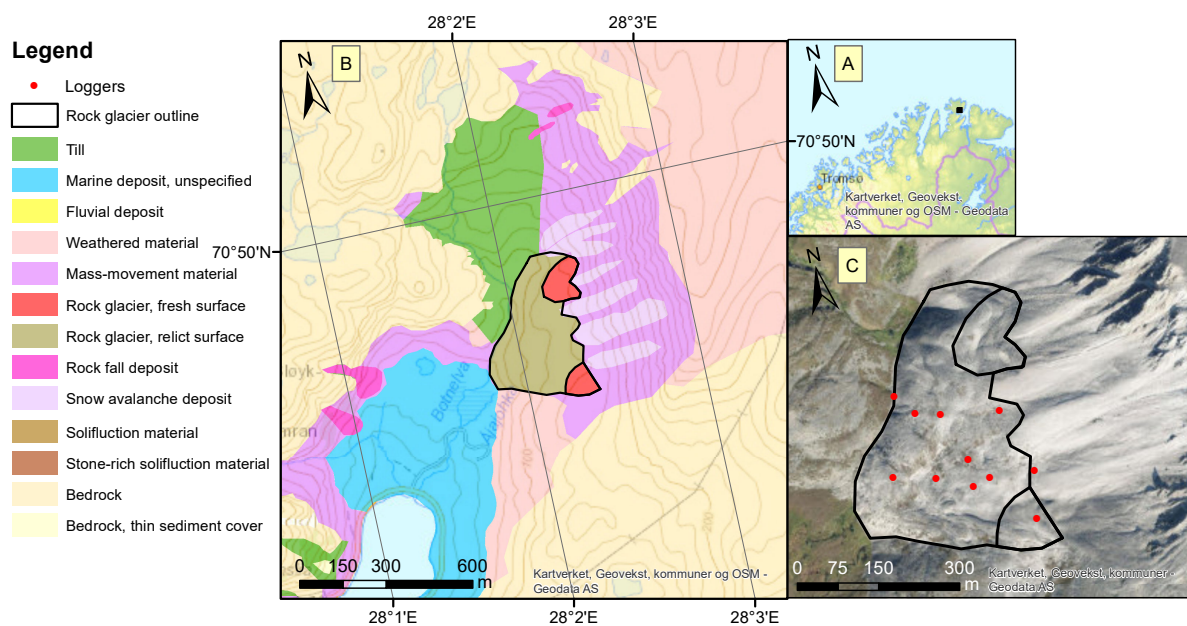 28°2'E
28°3'E
Legend
Loggers
Rock glacier outline
Till
Marine deposit, unspecified
Fluvial deposit
Weathered material
Mass-movement material
Rock glacier, fresh surface
Rock glacier, relict surface
Rock fall deposit
Snow avalanche deposit
Solifluction material
Stone-rich solifluction material
Bedrock
Bedrock, thin sediment cover
N
B
70°50'N
loyk-
mran
Botnelva
160
200
0 150 300 600
m
Kartverket, Geovekst, kommuner og OSM -
Geodata AS
28°1'E
28°2'E
28°3'E
N
A
70°50'N
Tromsø
Kartverket, Geovekst,
kommuner og OSM - Geodata
AS
N
C
0 75 150 300
m
Kartverket, Geovekst, kommuner -
Geodata AS